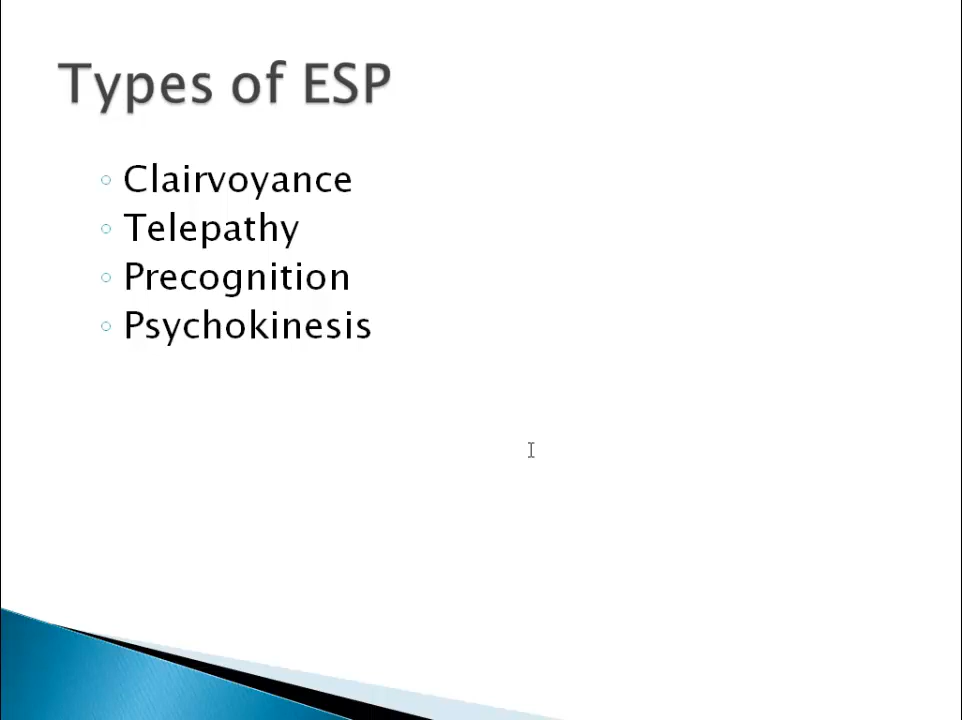 Types of ESP
Clairvoyance
Telepathy
Precognition
Psychokinesis